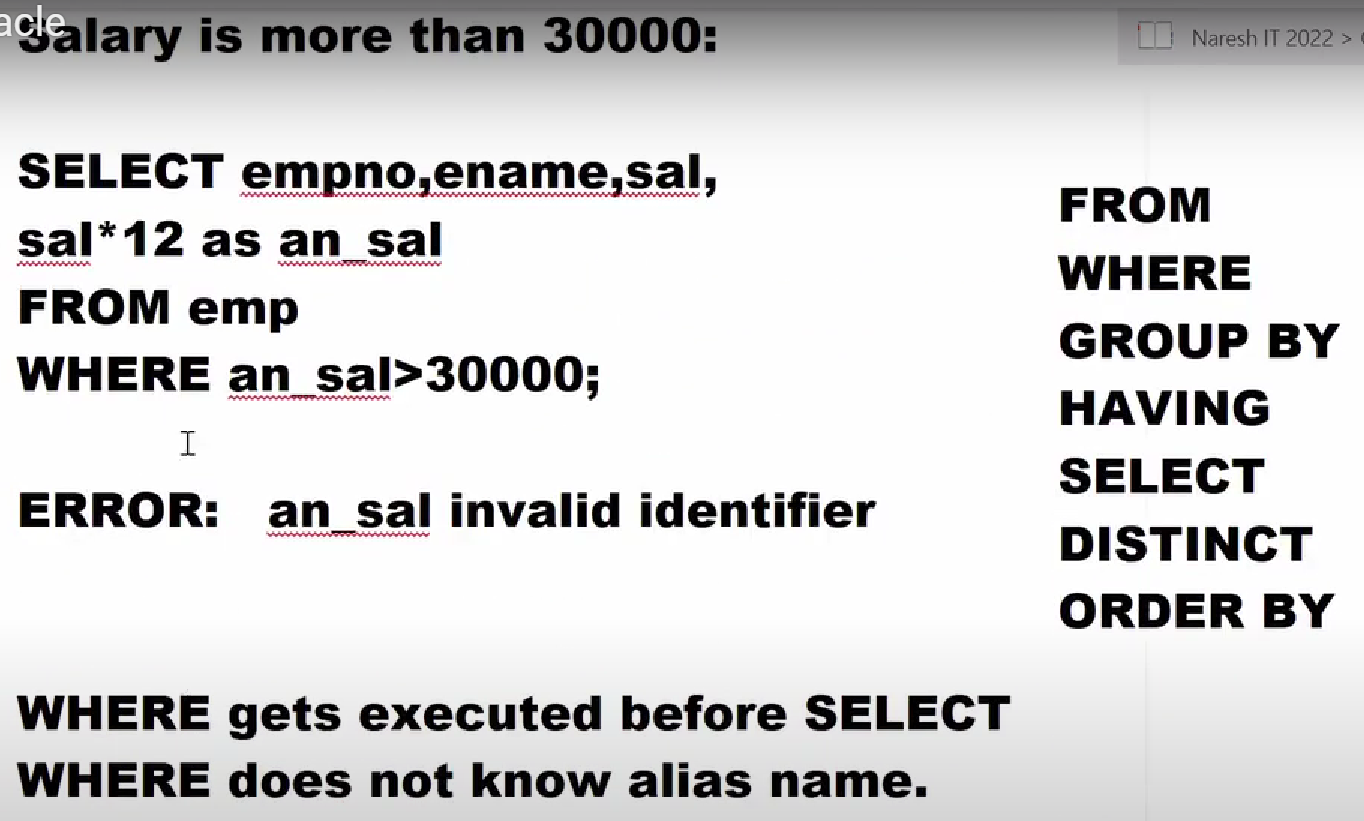 acle
Salary is more than 30000:
Naresh IT 2022 >
SELECT empno,ename,sal,
sal*12 as an_sal
FROM emp
WHERE an_sal>30000;
ERROR: an_sal invalid identifier
WHERE gets executed before SELECT
WHERE does not know alias name.
FROM
WHERE
GROUP BY
HAVING
SELECT
DISTINCT
ORDER BY